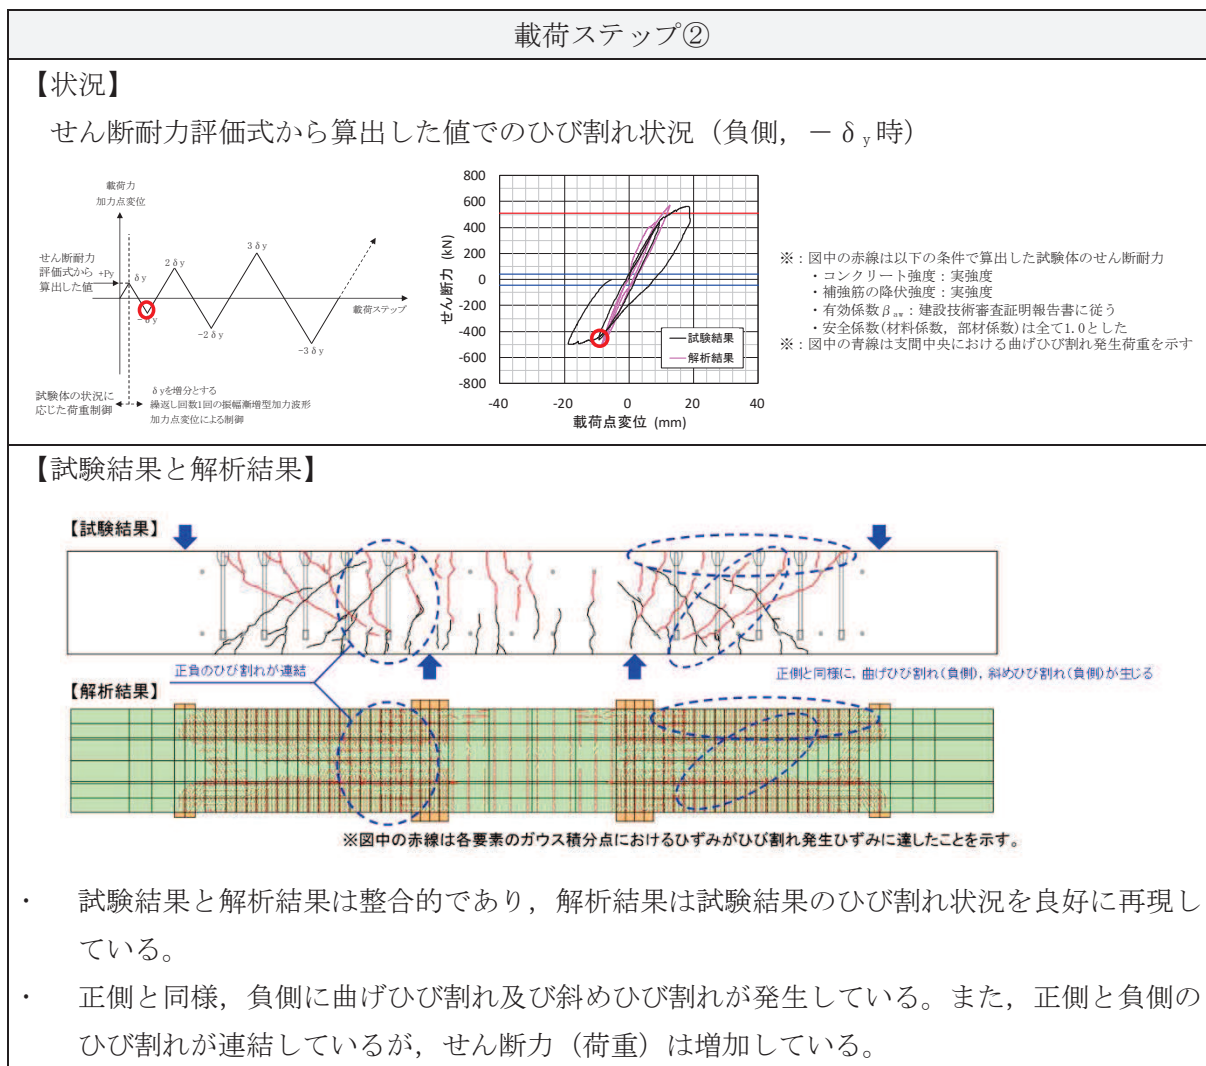 載荷ステップ②
【状況】
せん断耐力評価式から算出した値でのひび割れ状況（負側，－δy時）
載荷力
加力点変位
せん断耐力
評価式から
算出した値
+Py
δy
-δy
2δy
-2δy
3δy
-3δy
載荷ステップ
試験体の状況に
応じた荷重制御
δyを増分とする
繰返し回数1回の振幅漸増型加力波形
加力点変位による制御
800
600
400
200
0
-200
-400
-600
-800
せん断力 (kN)
試験結果
解析結果
-40
-20
0
20
40
載荷点変位 (mm)
※：図中の赤線は以下の条件で算出した試験体のせん断耐力
・コンクリート強度：実強度
・補強筋の降伏強度：実強度
・有効係数βaw：建設技術審査証明報告書に従う
・安全係数(材料係数，部材係数)は全て1.0とした
※：図中の青線は支間中央における曲げひび割れ発生荷重を示す
【試験結果と解析結果】
【試験結果】
正負のひび割れが連結
正側と同様に，曲げひび割れ(負側)，斜めひび割れ(負側)が生じる
【解析結果】
※図中の赤線は各要素のガウス積分点におけるひずみがひび割れ発生ひずみに達したことを示す。
・ 試験結果と解析結果は整合的であり，解析結果は試験結果のひび割れ状況を良好に再現し
ている。
・ 正側と同様，負側に曲げひび割れ及び斜めひび割れが発生している。また，正側と負側の
ひび割れが連結しているが，せん断力（荷重）は増加している。